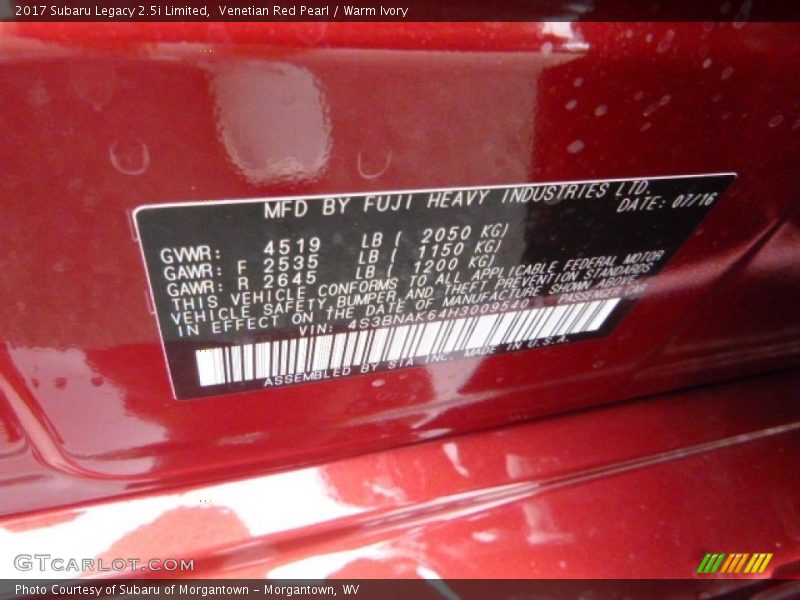 2017 Subaru Legacy 2.5i Limited,  Venetian Red Pearl / Warm Ivory
MFD BY FUJI HEAVY INDUSTRIES LTD.
DATE: 07/16
GVWR: 4519 LB ( 2050 KG)
GAWR: F 2535 LB ( 1150 KG)
GAWR: R 2645 LB ( 1200 KG)
THIS VEHICLE CONFORMS TO ALL APPLICABLE FEDERAL MOTOR
VEHICLE SAFETY, BUMPER, AND THEFT PREVENTION STANDARDS
IN EFFECT ON THE DATE OF MANUFACTURE SHOWN ABOVE.
VIN: 4S3BNAK64H3009540 PASSENGER CAR
ASSEMBLED BY SIA INC. MADE IN U.S.A.
GTCARLOT.COM
Photo Courtesy of Subaru of Morgantown - Morgantown, WV